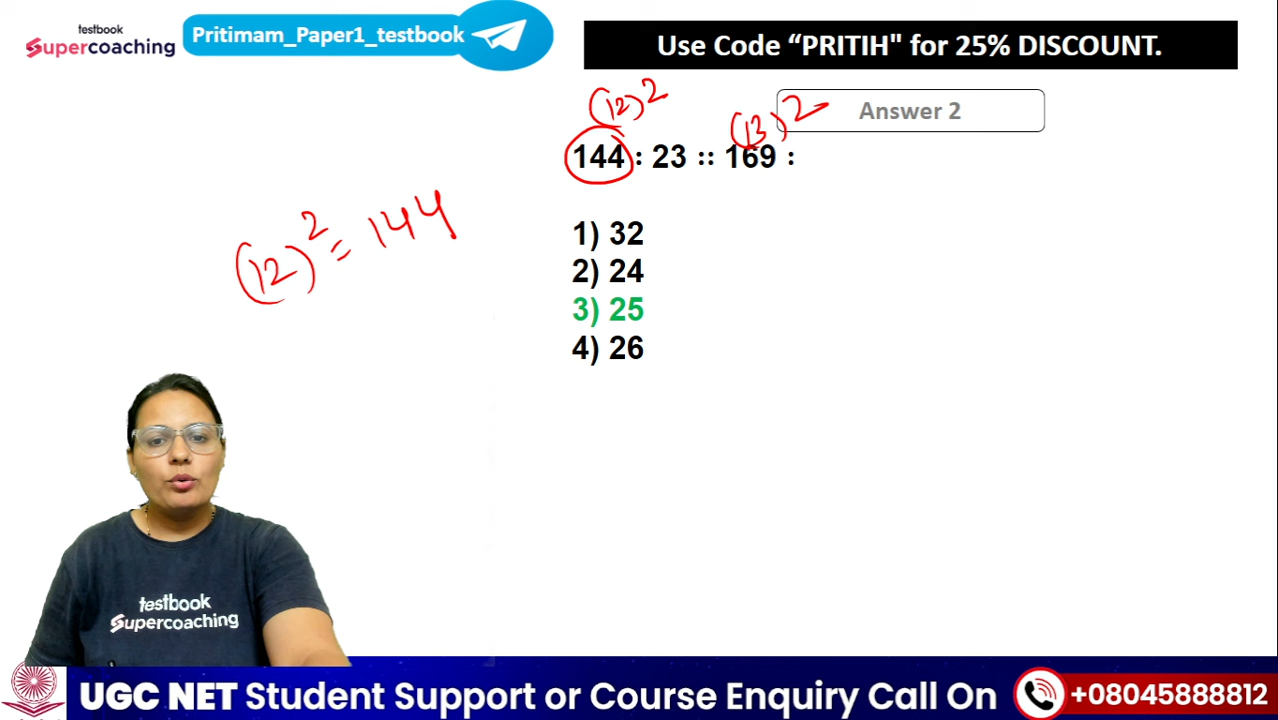 testbook
Supercoaching
Pritimam_Paper1_testbook
Use Code “PRITIH" for 25% DISCOUNT.
Answer 2
(12)2
(13)2
144 : 23 :: 169 :
(12)2 = 144
1) 32
2) 24
3) 25
4) 26
testbook
Supercoaching
UGC NET Student Support or Course Enquiry Call On
+08045888812